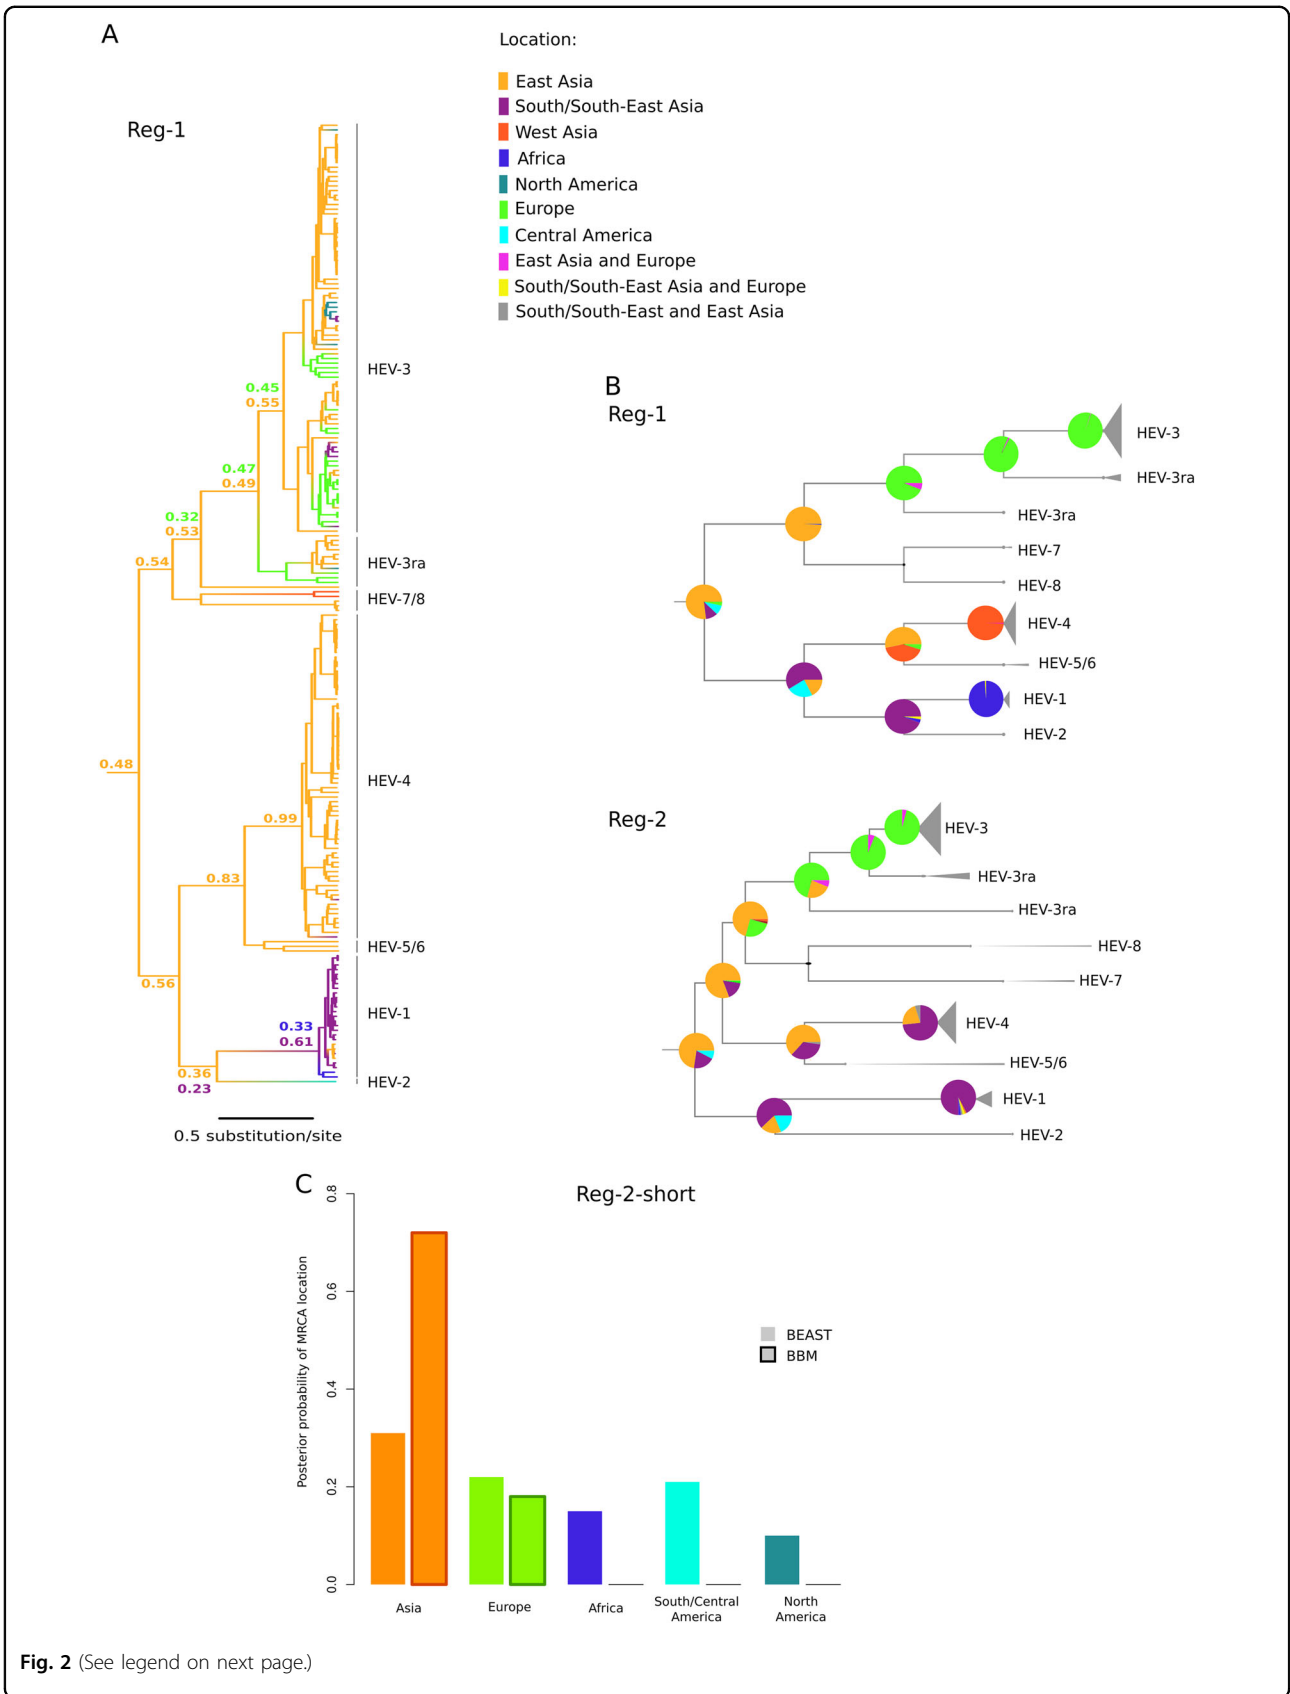 A
Reg-1
Location:
East Asia
South/South-East Asia
West Asia
Africa
North America
Europe
Central America
East Asia and Europe
South/South-East Asia and Europe
South/South-East and East Asia
0.45
0.55
0.47
0.49
0.32
0.53
0.54
0.48
0.99
0.83
0.56
0.33
0.61
0.36
0.23
HEV-3
HEV-3ra
HEV-7/8
HEV-4
HEV-5/6
HEV-1
HEV-2
0.5 substitution/site
B
Reg-1
HEV-3
HEV-3ra
HEV-3ra
HEV-7
HEV-8
HEV-4
HEV-5/6
HEV-1
HEV-2
Reg-2
HEV-3
HEV-3ra
HEV-3ra
HEV-8
HEV-7
HEV-4
HEV-5/6
HEV-1
HEV-2
C
Reg-2-short
Posterior probability of MRCA location
0.8
0.6
0.4
0.2
0.0
BEAST
BBM
Asia
Europe
Africa
South/Central
America
North
America
Fig. 2 (See legend on next page.)